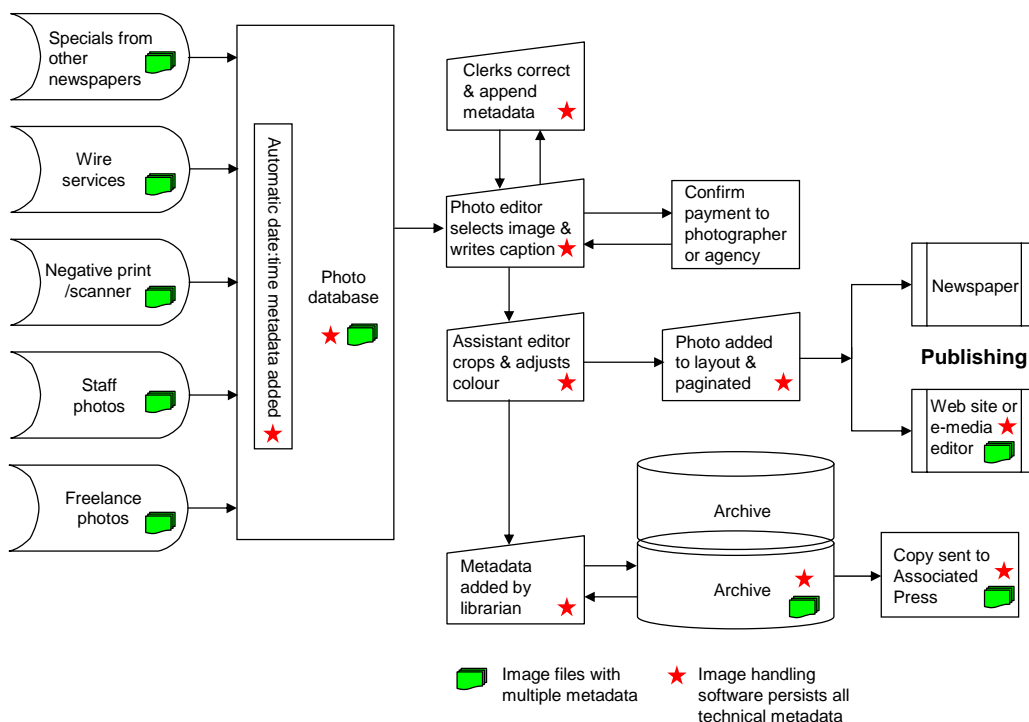 Specials from
other
newspapers
Wire
services
Negative print
/scanner
Staff
photos
Freelance
photos
Automatic date:time metadata added
Photo
database
Clerks correct
& append
metadata
Photo editor
selects image &
writes caption
Confirm
payment to
photographer
or agency
Assistant editor
crops & adjusts
colour
Photo added
to layout &
paginated
Newspaper
Publishing
Web site or
e-media
editor
Metadata
added by
librarian
Archive
Archive
Copy sent to
Associated
Press
Image files with
multiple metadata
Image handling
software persists all
technical metadata